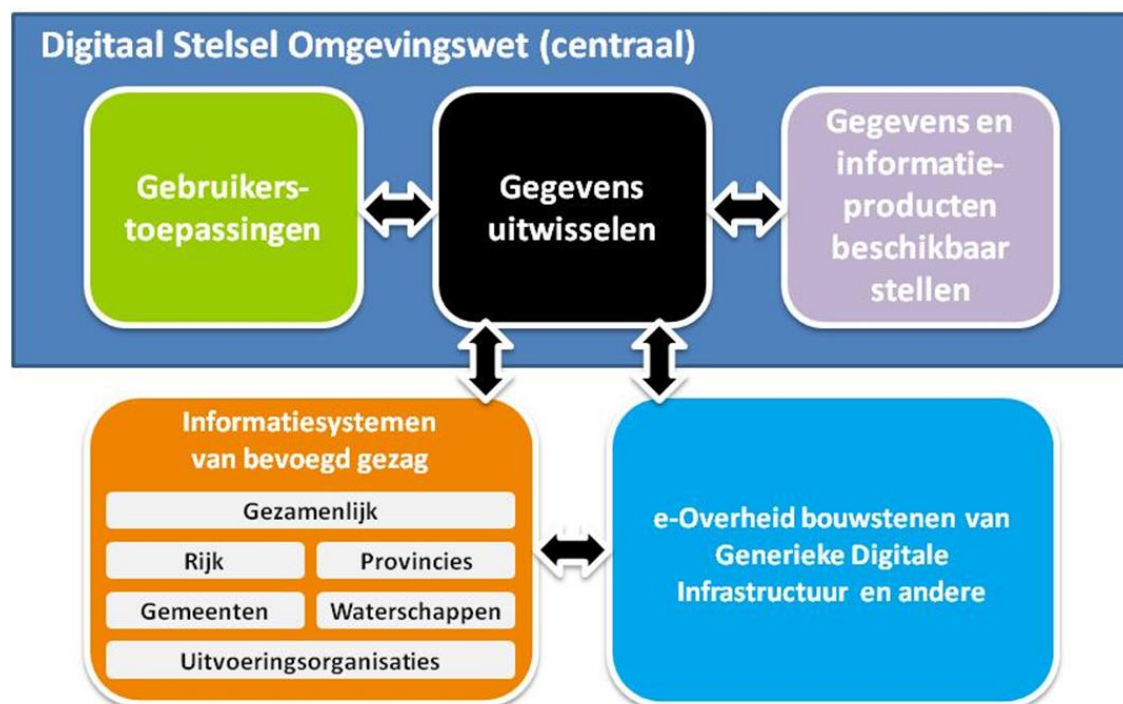 Digitaal Stelsel Omgevingswet (centraal)
Gebruikers-
toepassingen
Gegevens
uitwisselen
Gegevens en
informatie-
producten
beschikbaar
stellen
Informatiesystemen
van bevoegd gezag
Gezamenlijk
Rijk
Provincies
Gemeenten
Waterschappen
Uitvoeringsorganisaties
e-Overheid bouwstenen van
Generieke Digitale
Infrastructuur en andere